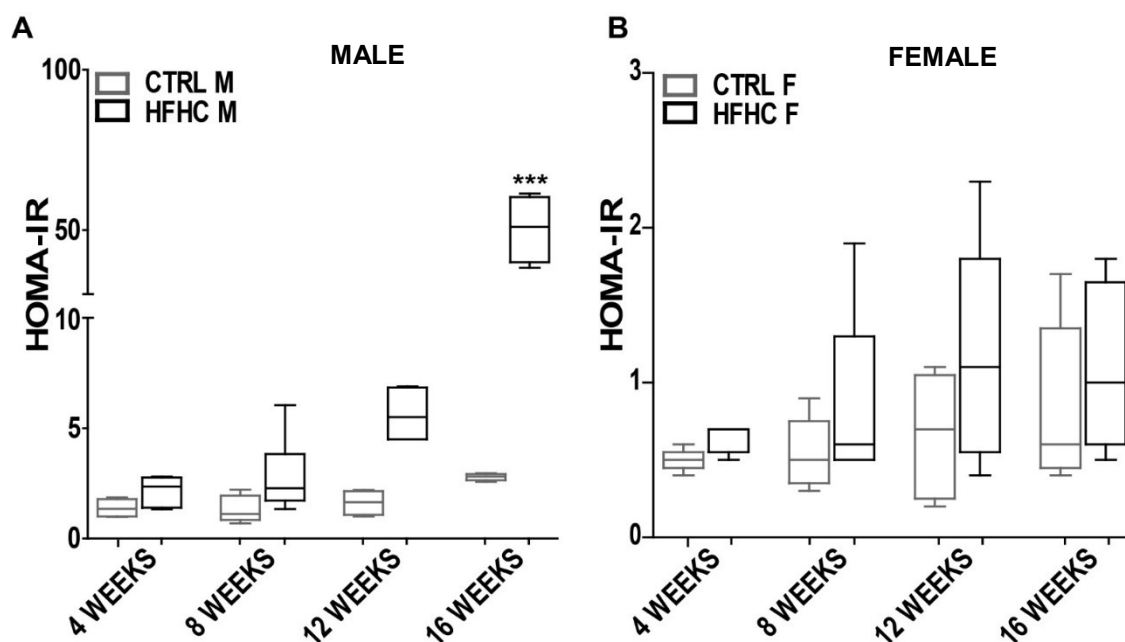 A
MALE
CTRL M
HFHC M
HOMA-IR
100
50
10
5
0
***
4 WEEKS
8 WEEKS
12 WEEKS
16 WEEKS
B
FEMALE
CTRL F
HFHC F
HOMA-IR
3
2
1
0
4 WEEKS
8 WEEKS
12 WEEKS
16 WEEKS